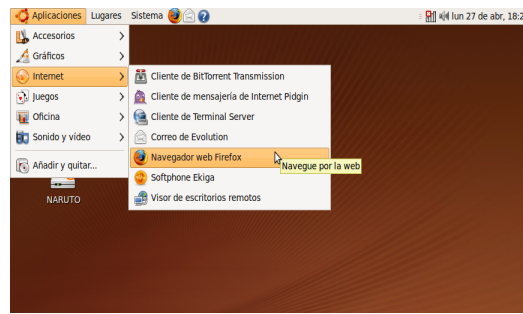 Aplicaciones Lugares Sistema lun 27 de abr, 18:2
Accesorios
Gráficos
Internet
Juegos
Oficina
Sonido y vídeo
Añadir y quitar...
Cliente de BitTorrent Transmission
Cliente de mensajería de Internet Pidgin
Cliente de Terminal Server
Correo de Evolution
Navegador web Firefox
Navegue por la web
Softphone Ekiga
Visor de escritorios remotos
NARUTO